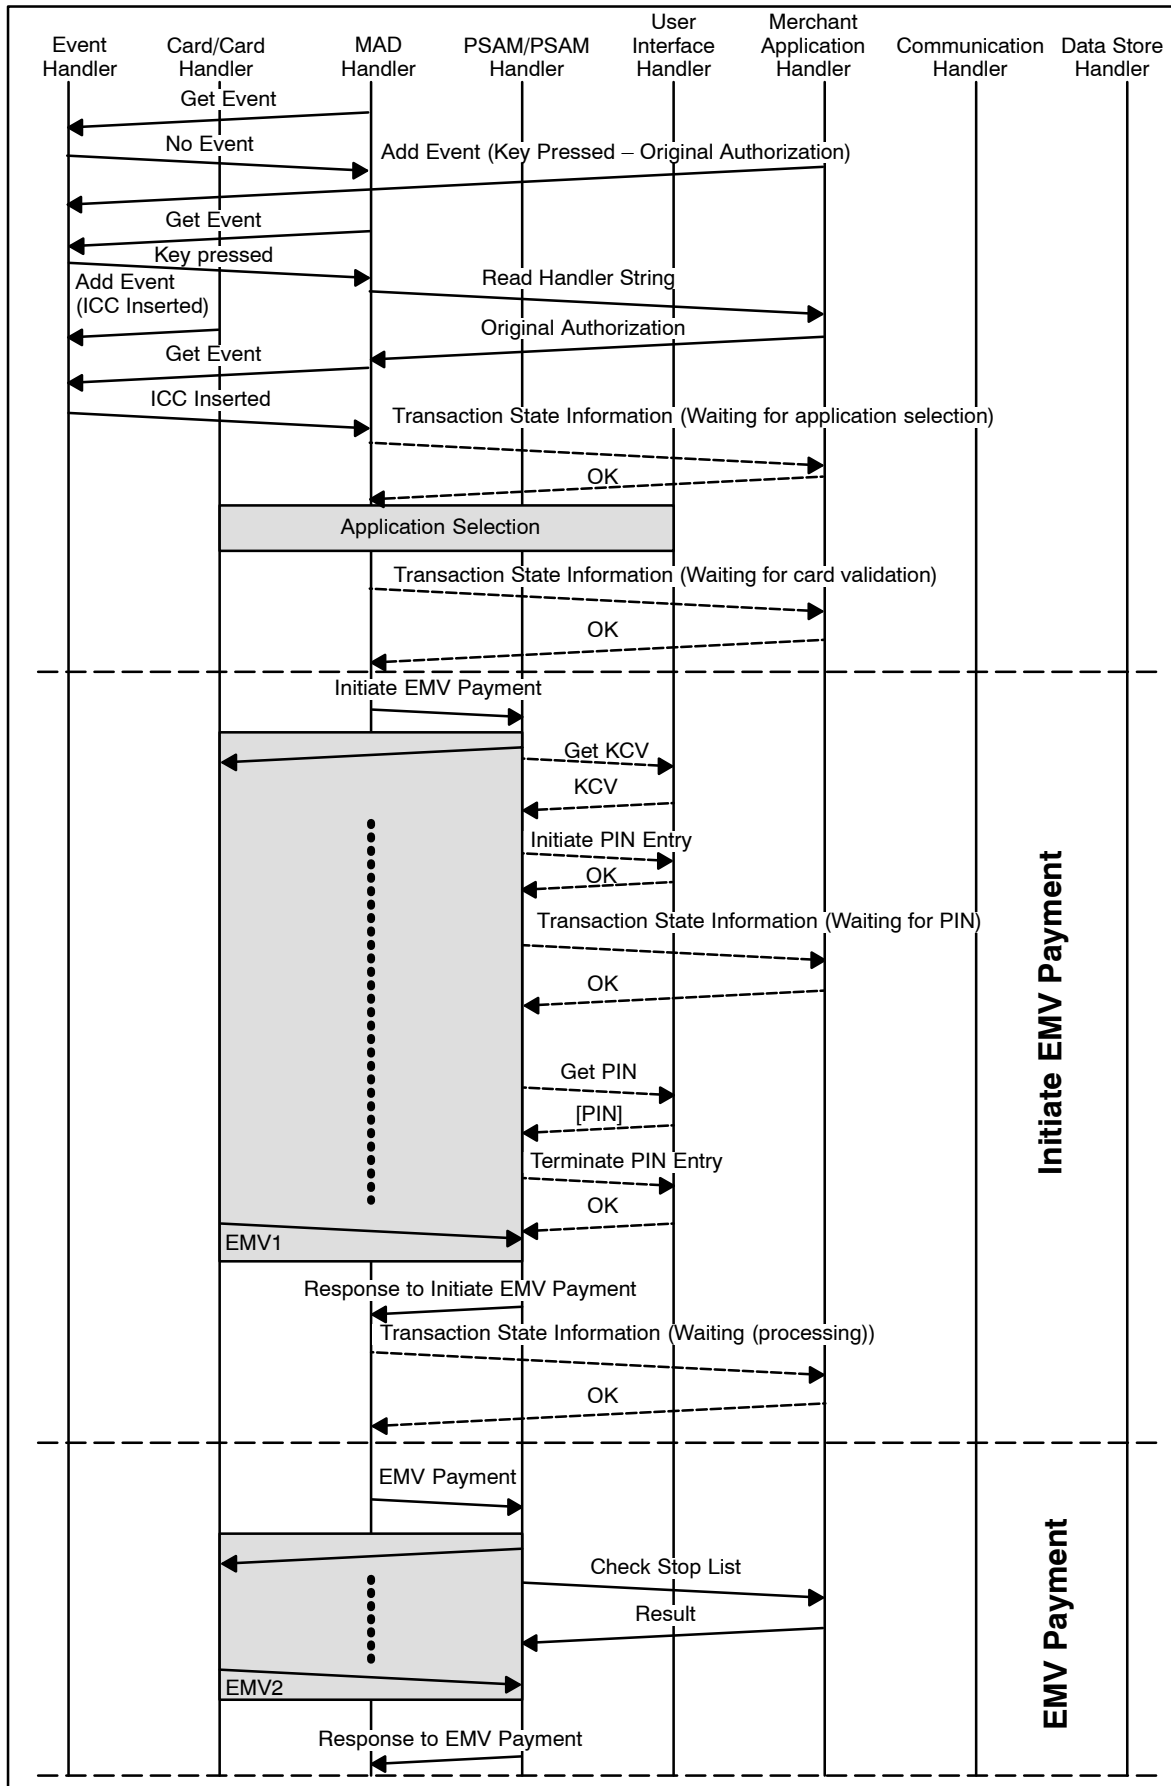 Event
Handler
Card/Card
Handler
MAD
Handler
PSAM/PSAM
Handler
User
Interface
Handler
Merchant
Application
Handler
Communication
Handler
Data Store
Handler
Get Event
No Event
Add Event (Key Pressed – Original Authorization)
Get Event
Key pressed
Add Event
(ICC Inserted)
Read Handler String
Original Authorization
Get Event
ICC Inserted
Transaction State Information (Waiting for application selection)
OK
Application Selection
Transaction State Information (Waiting for card validation)
OK
Initiate EMV Payment
Get KCV
KCV
Initiate PIN Entry
OK
Transaction State Information (Waiting for PIN)
OK
Get PIN
[PIN]
Terminate PIN Entry
OK
EMV1
Initiate EMV Payment
Response to Initiate EMV Payment
Transaction State Information (Waiting (processing))
OK
EMV Payment
Check Stop List
Result
EMV2
EMV Payment
Response to EMV Payment